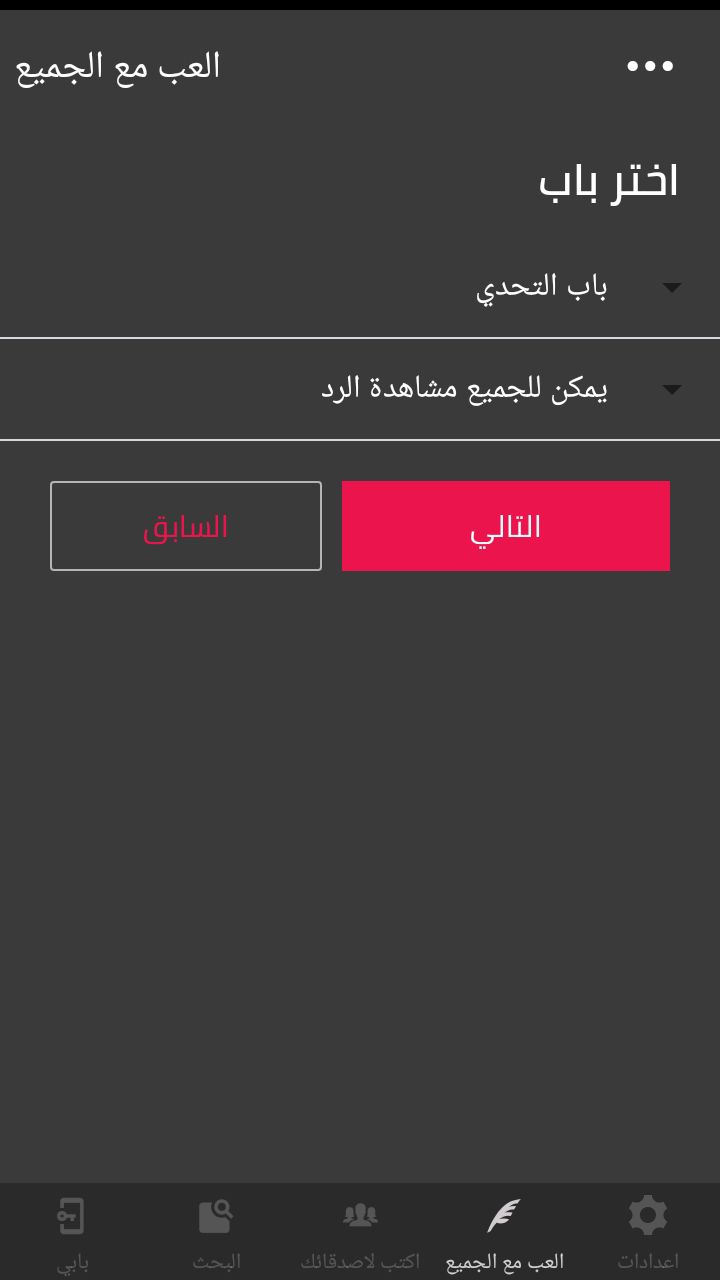 العب مع الجميع
اختر باب
باب التحدي
يمكن للجميع مشاهدة الرد
التالي
السابق
اعدادات
العب مع الجميع
اكتب لاصدقائك
البحث
بابي